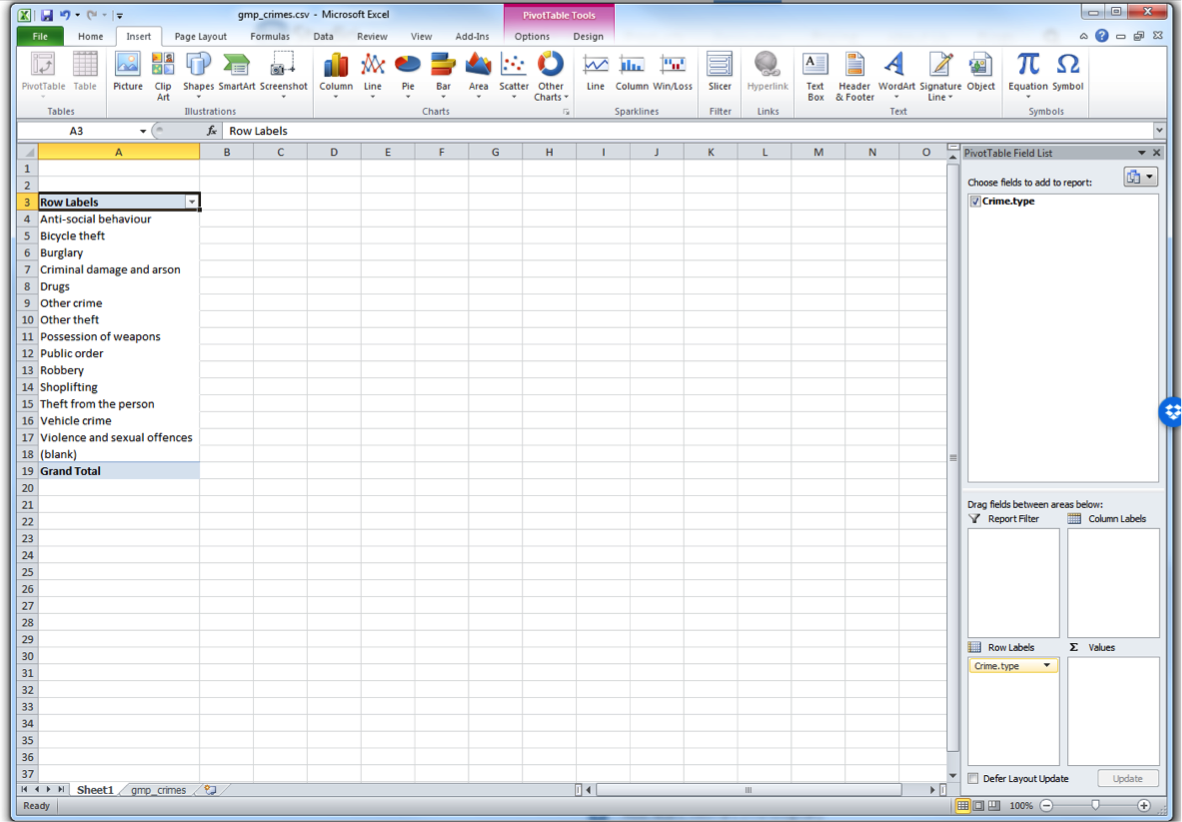 gmp_crimes.csv - Microsoft Excel
PivotTable Tools
File Home Insert Page Layout Formulas Data Review View Add-Ins Options Design
PivotTable Table Picture Clip Art Shapes SmartArt Screenshot Column Line Pie Bar Area Scatter Other Charts Line Column Win/Loss Slicer Hyperlink Text Box Header & Footer WordArt Signature Line Object Equation Symbol
Tables Illustrations Charts Sparklines Filter Links Text Symbols
A3 fx Row Labels
A B C D E F G H I J K L M N O
PivotTable Field List
Choose fields to add to report:
Crime.type
1
2
3 Row Labels
4 Anti-social behaviour
5 Bicycle theft
6 Burglary
7 Criminal damage and arson
8 Drugs
9 Other crime
10 Other theft
11 Possession of weapons
12 Public order
13 Robbery
14 Shoplifting
15 Theft from the person
16 Vehicle crime
17 Violence and sexual offences
18 (blank)
19 Grand Total
20
21
22
23
24
25
26
27
28
29
30
31
32
33
34
35
36
37
Drag fields between areas below:
Report Filter Column Labels
Row Labels Σ Values
Crime.type
Defer Layout Update Update
Sheet1 gmp_crimes
Ready 100%